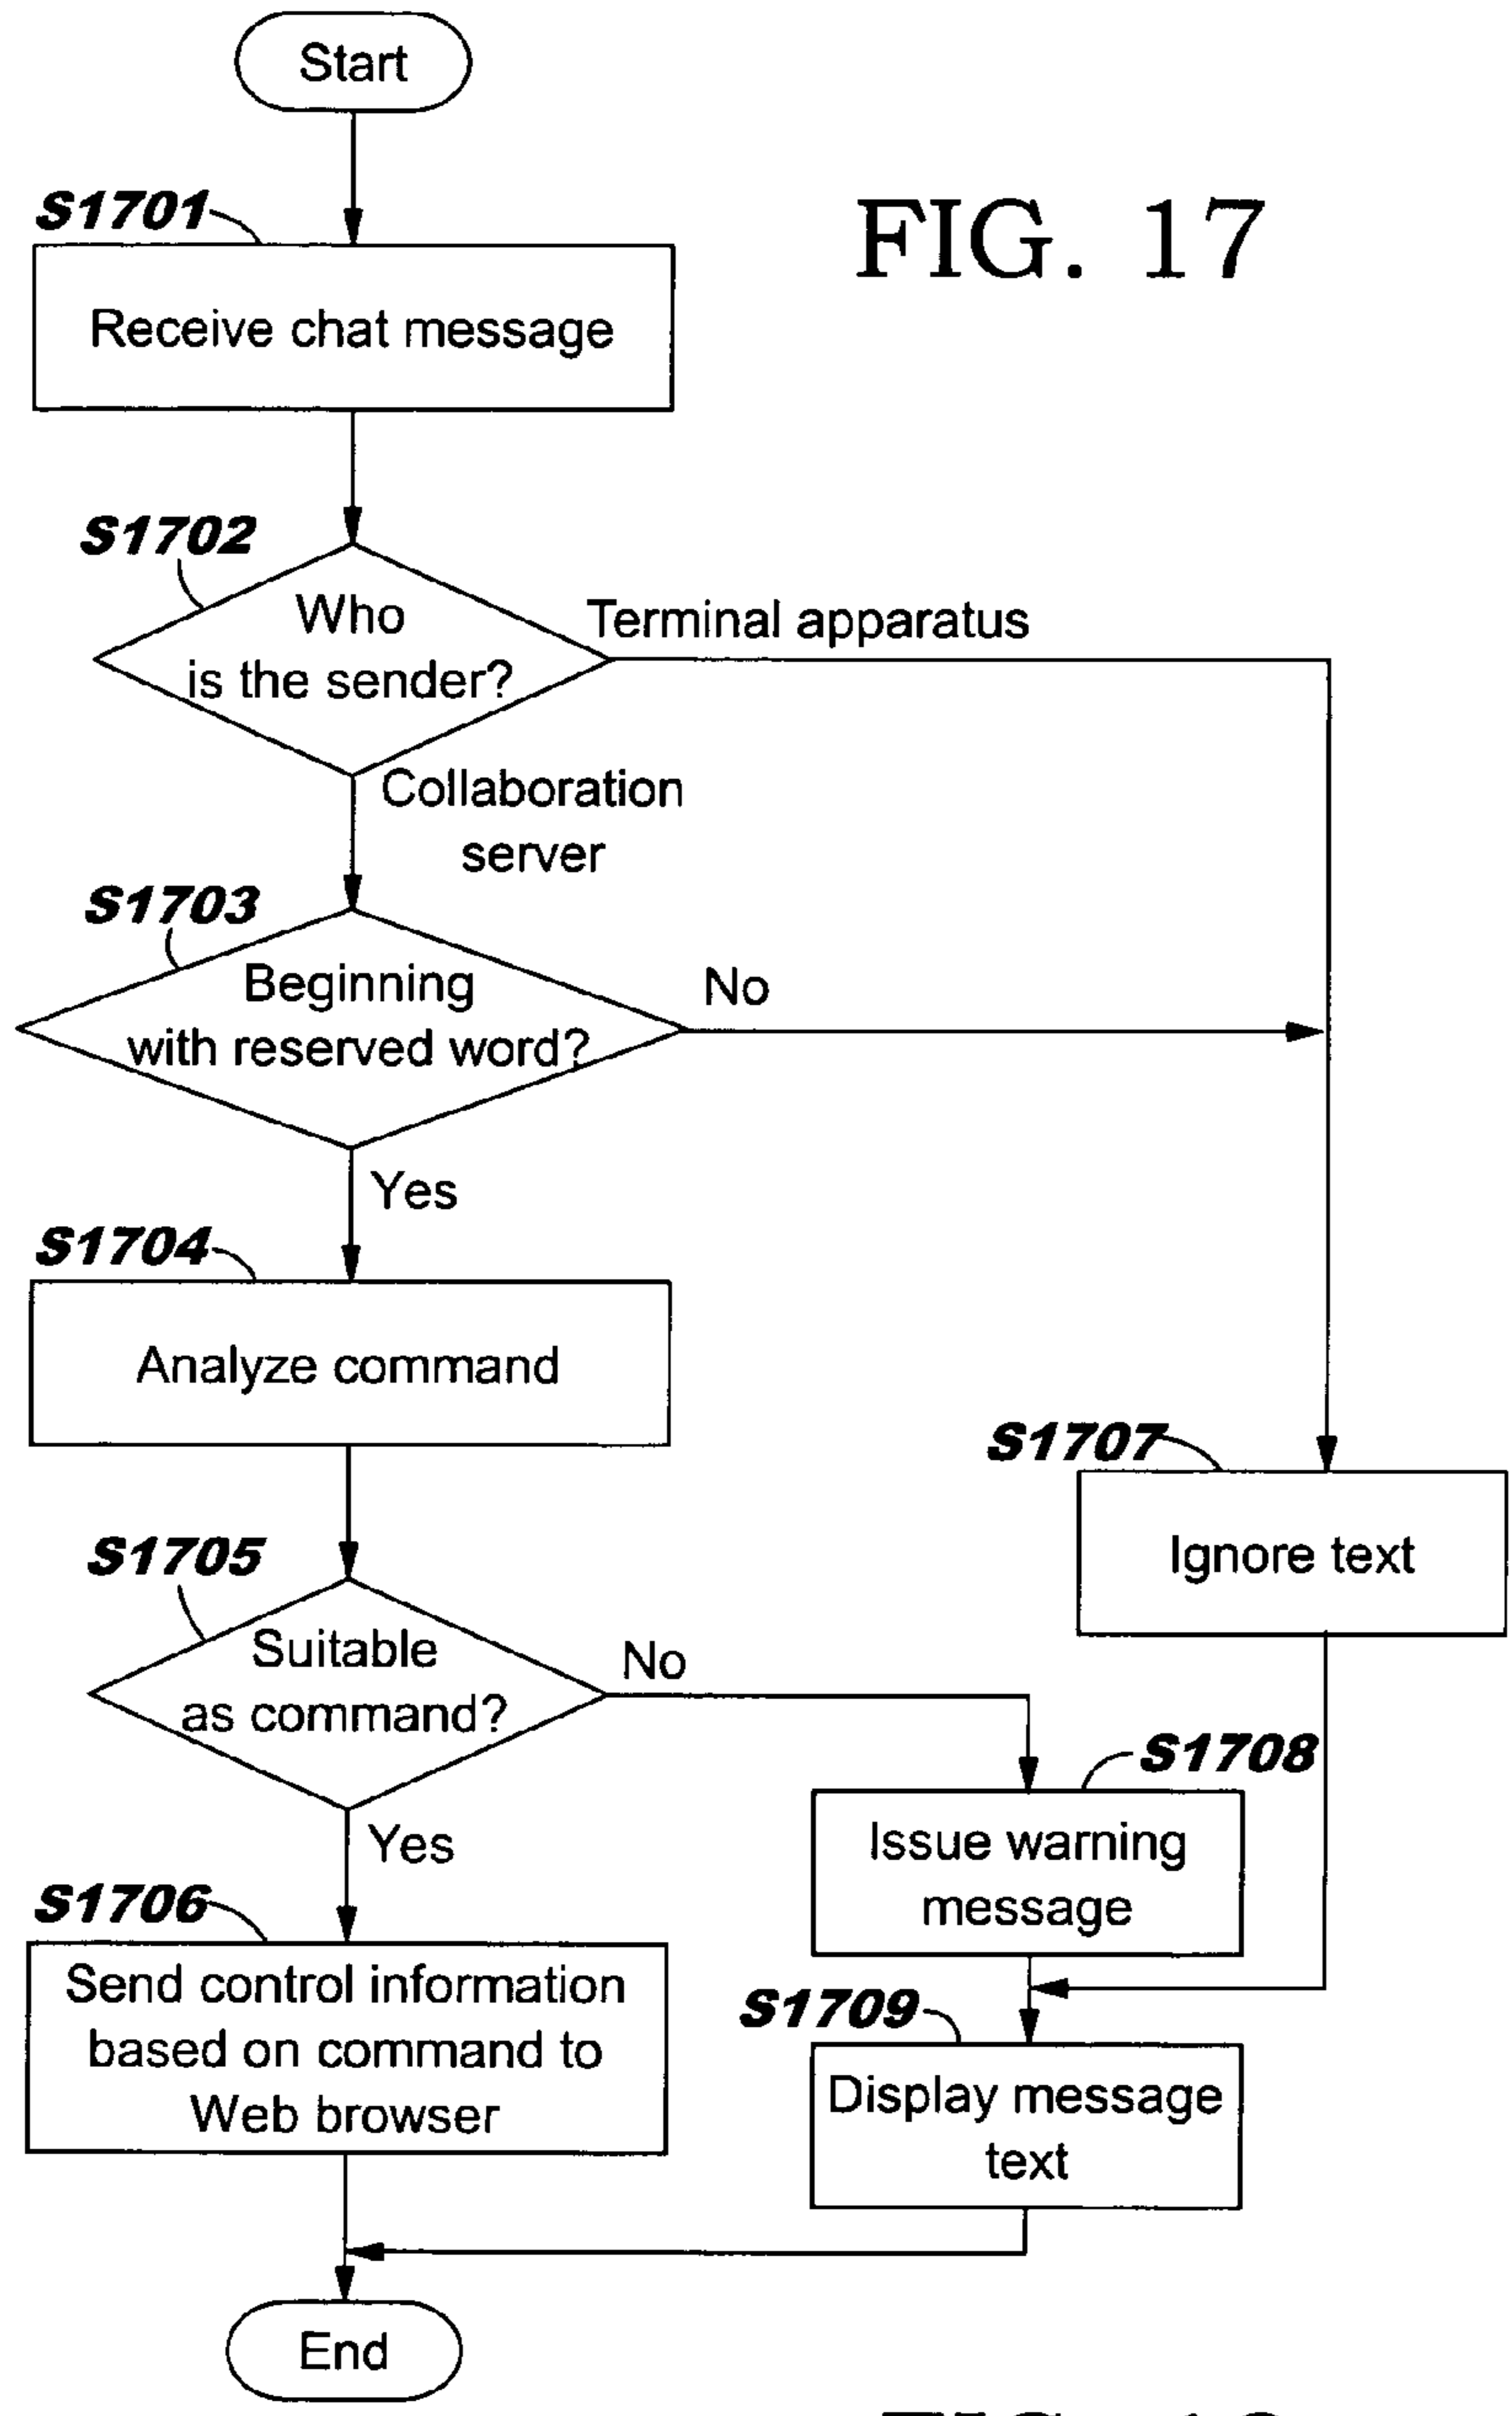 Start
S1701
FIG. 17
Receive chat message
S1702
Who
is the sender?
Terminal apparatus
Collaboration
server
S1703
Beginning
with reserved word?
No
Yes
S1704
Analyze command
S1707
Ignore text
S1705
Suitable
as command?
No
S1708
Issue warning
message
Yes
S1706
Send control information
based on command to
Web browser
S1709
Display message
text
End